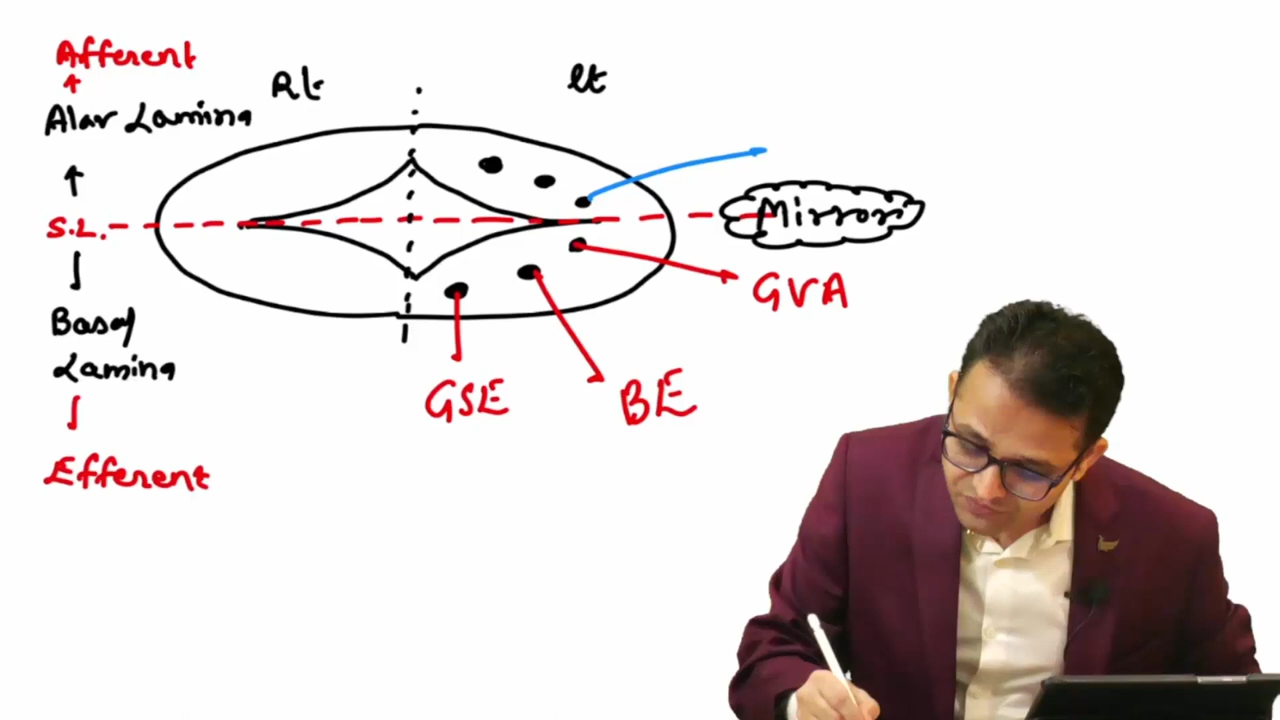 Afferent
Rt
lt
Alar Lamina
S.L.
Mirror
GVA
Basal
Lamina
GSE
BE
Efferent